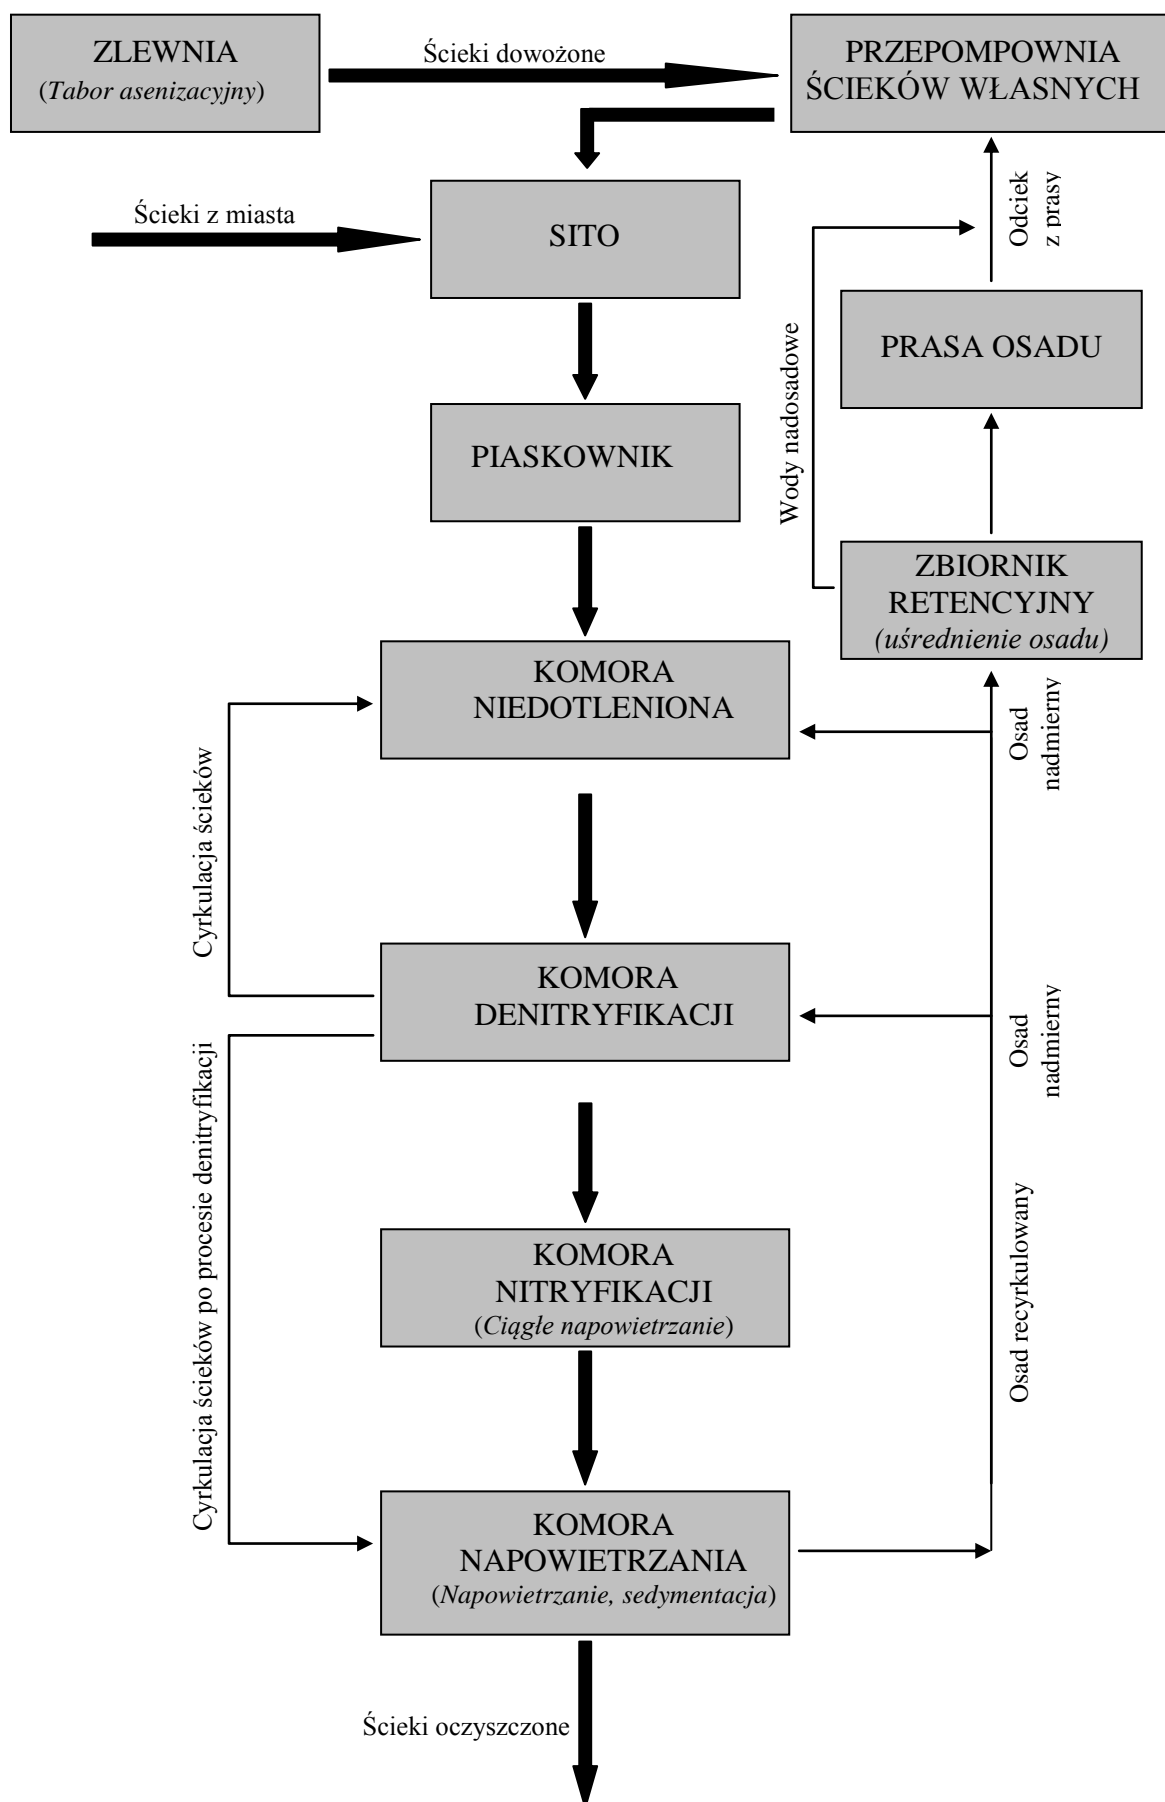 ZLEWNIA
(Tabor asenizacyjny)
Ścieki dowożone
PRZEPOMPOWNIA
ŚCIEKÓW WŁASNYCH
Ścieki z miasta
SITO
Odciek
z prasy
PRASA OSADU
Wody nadosadowe
PIASKOWNIK
ZBIORNIK
RETENCYJNY
(uśrednienie osadu)
KOMORA
NIEDOTLENIONA
Osad
nadmierny
Cyrkulacja ścieków
KOMORA
DENITRYFIKACJI
Osad
nadmierny
Cyrkulacja ścieków po procesie denitryfikacji
KOMORA
NITRYFIKACJI
(Ciągłe napowietrzanie)
Osad recyrkulowany
KOMORA
NAPOWIETRZANIA
(Napowietrzanie, sedymentacja)
Ścieki oczyszczone